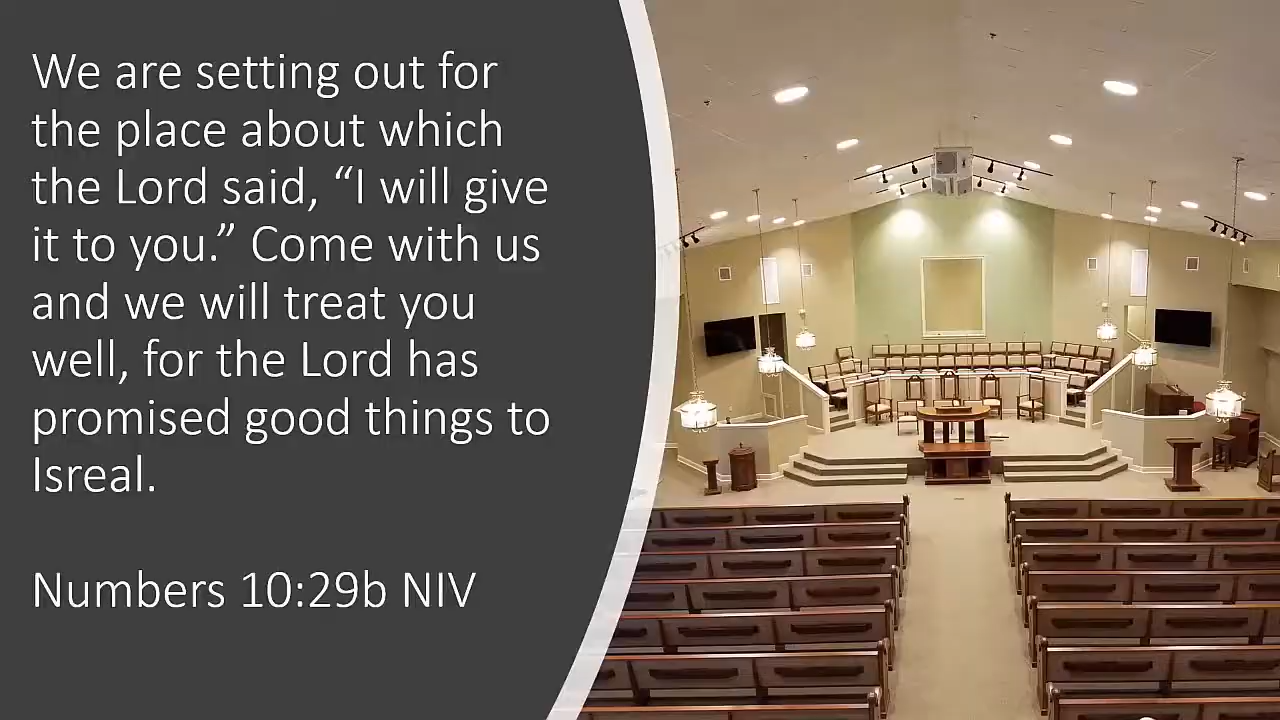 We are setting out for
the place about which
the Lord said, “I will give
it to you.” Come with us
and we will treat you
well, for the Lord has
promised good things to
Isreal.
Numbers 10:29b NIV